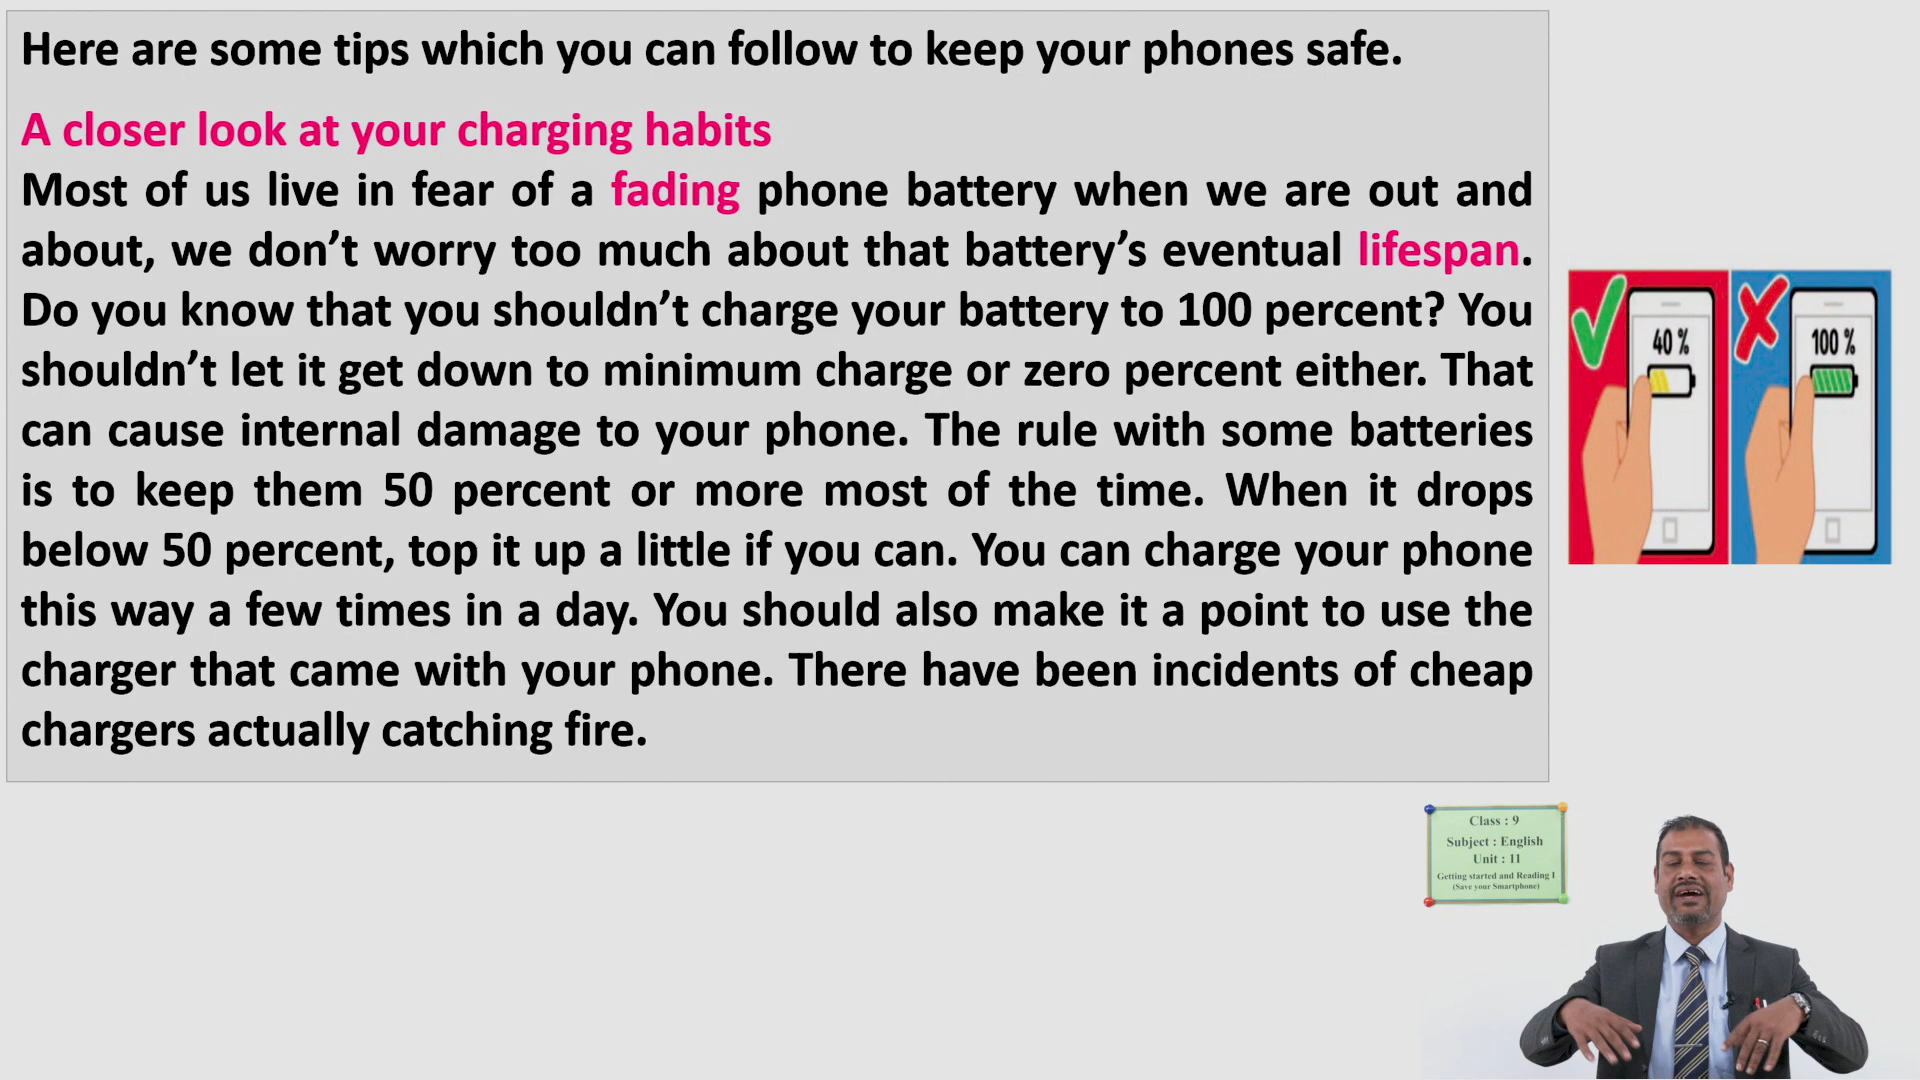 Here are some tips which you can follow to keep your phones safe.
A closer look at your charging habits
Most of us live in fear of a fading phone battery when we are out and
about, we don’t worry too much about that battery’s eventual lifespan.
Do you know that you shouldn’t charge your battery to 100 percent? You
shouldn’t let it get down to minimum charge or zero percent either. That
can cause internal damage to your phone. The rule with some batteries
is to keep them 50 percent or more most of the time. When it drops
below 50 percent, top it up a little if you can. You can charge your phone
this way a few times in a day. You should also make it a point to use the
charger that came with your phone. There have been incidents of cheap
chargers actually catching fire.
40 %
100 %
Class : 9
Subject : English
Unit : 11
Getting started and Reading I
(Save your Smartphone)